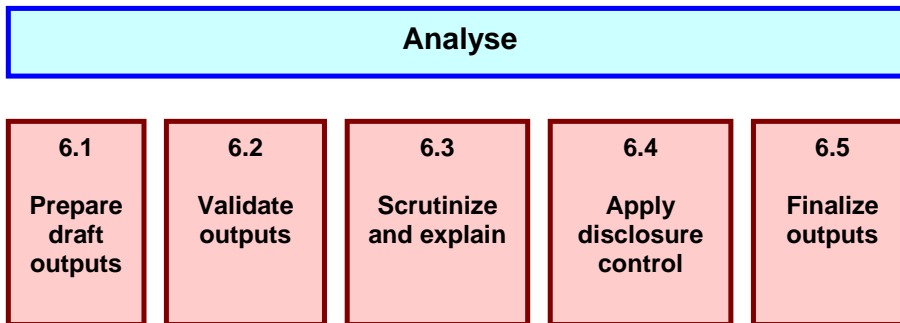 Analyse
6.1
Prepare
draft
outputs
6.2
Validate
outputs
6.3
Scrutinize
and explain
6.4
Apply
disclosure
control
6.5
Finalize
outputs